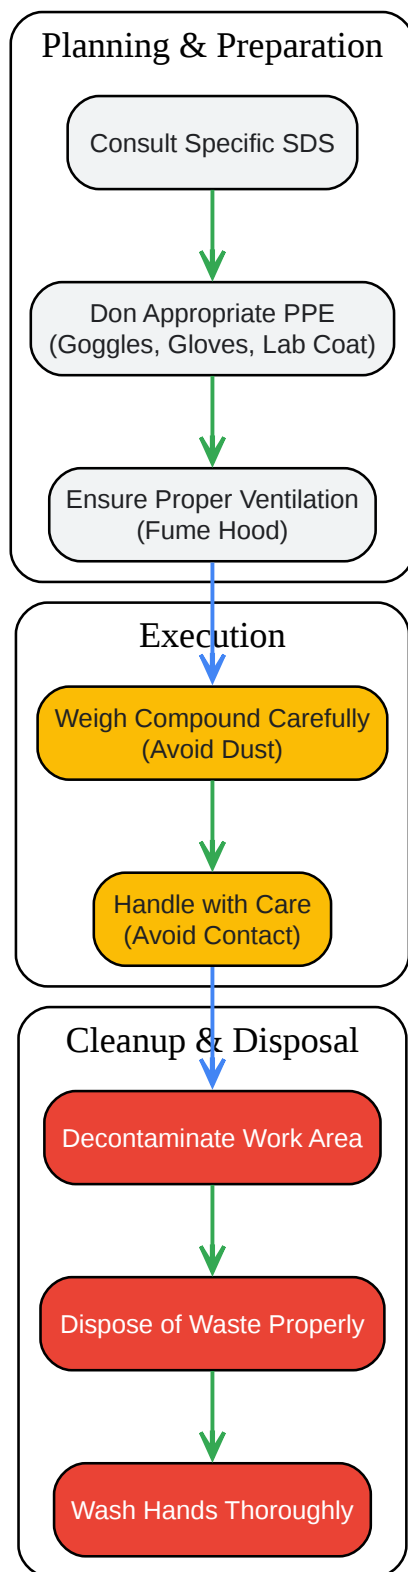 Planning & Preparation
Consult Specific SDS
Don Appropriate PPE
(Goggles, Gloves, Lab Coat)
Ensure Proper Ventilation
(Fume Hood)
Execution
Weigh Compound Carefully
(Avoid Dust)
Handle with Care
(Avoid Contact)
Cleanup & Disposal
Decontaminate Work Area
Dispose of Waste Properly
Wash Hands Thoroughly